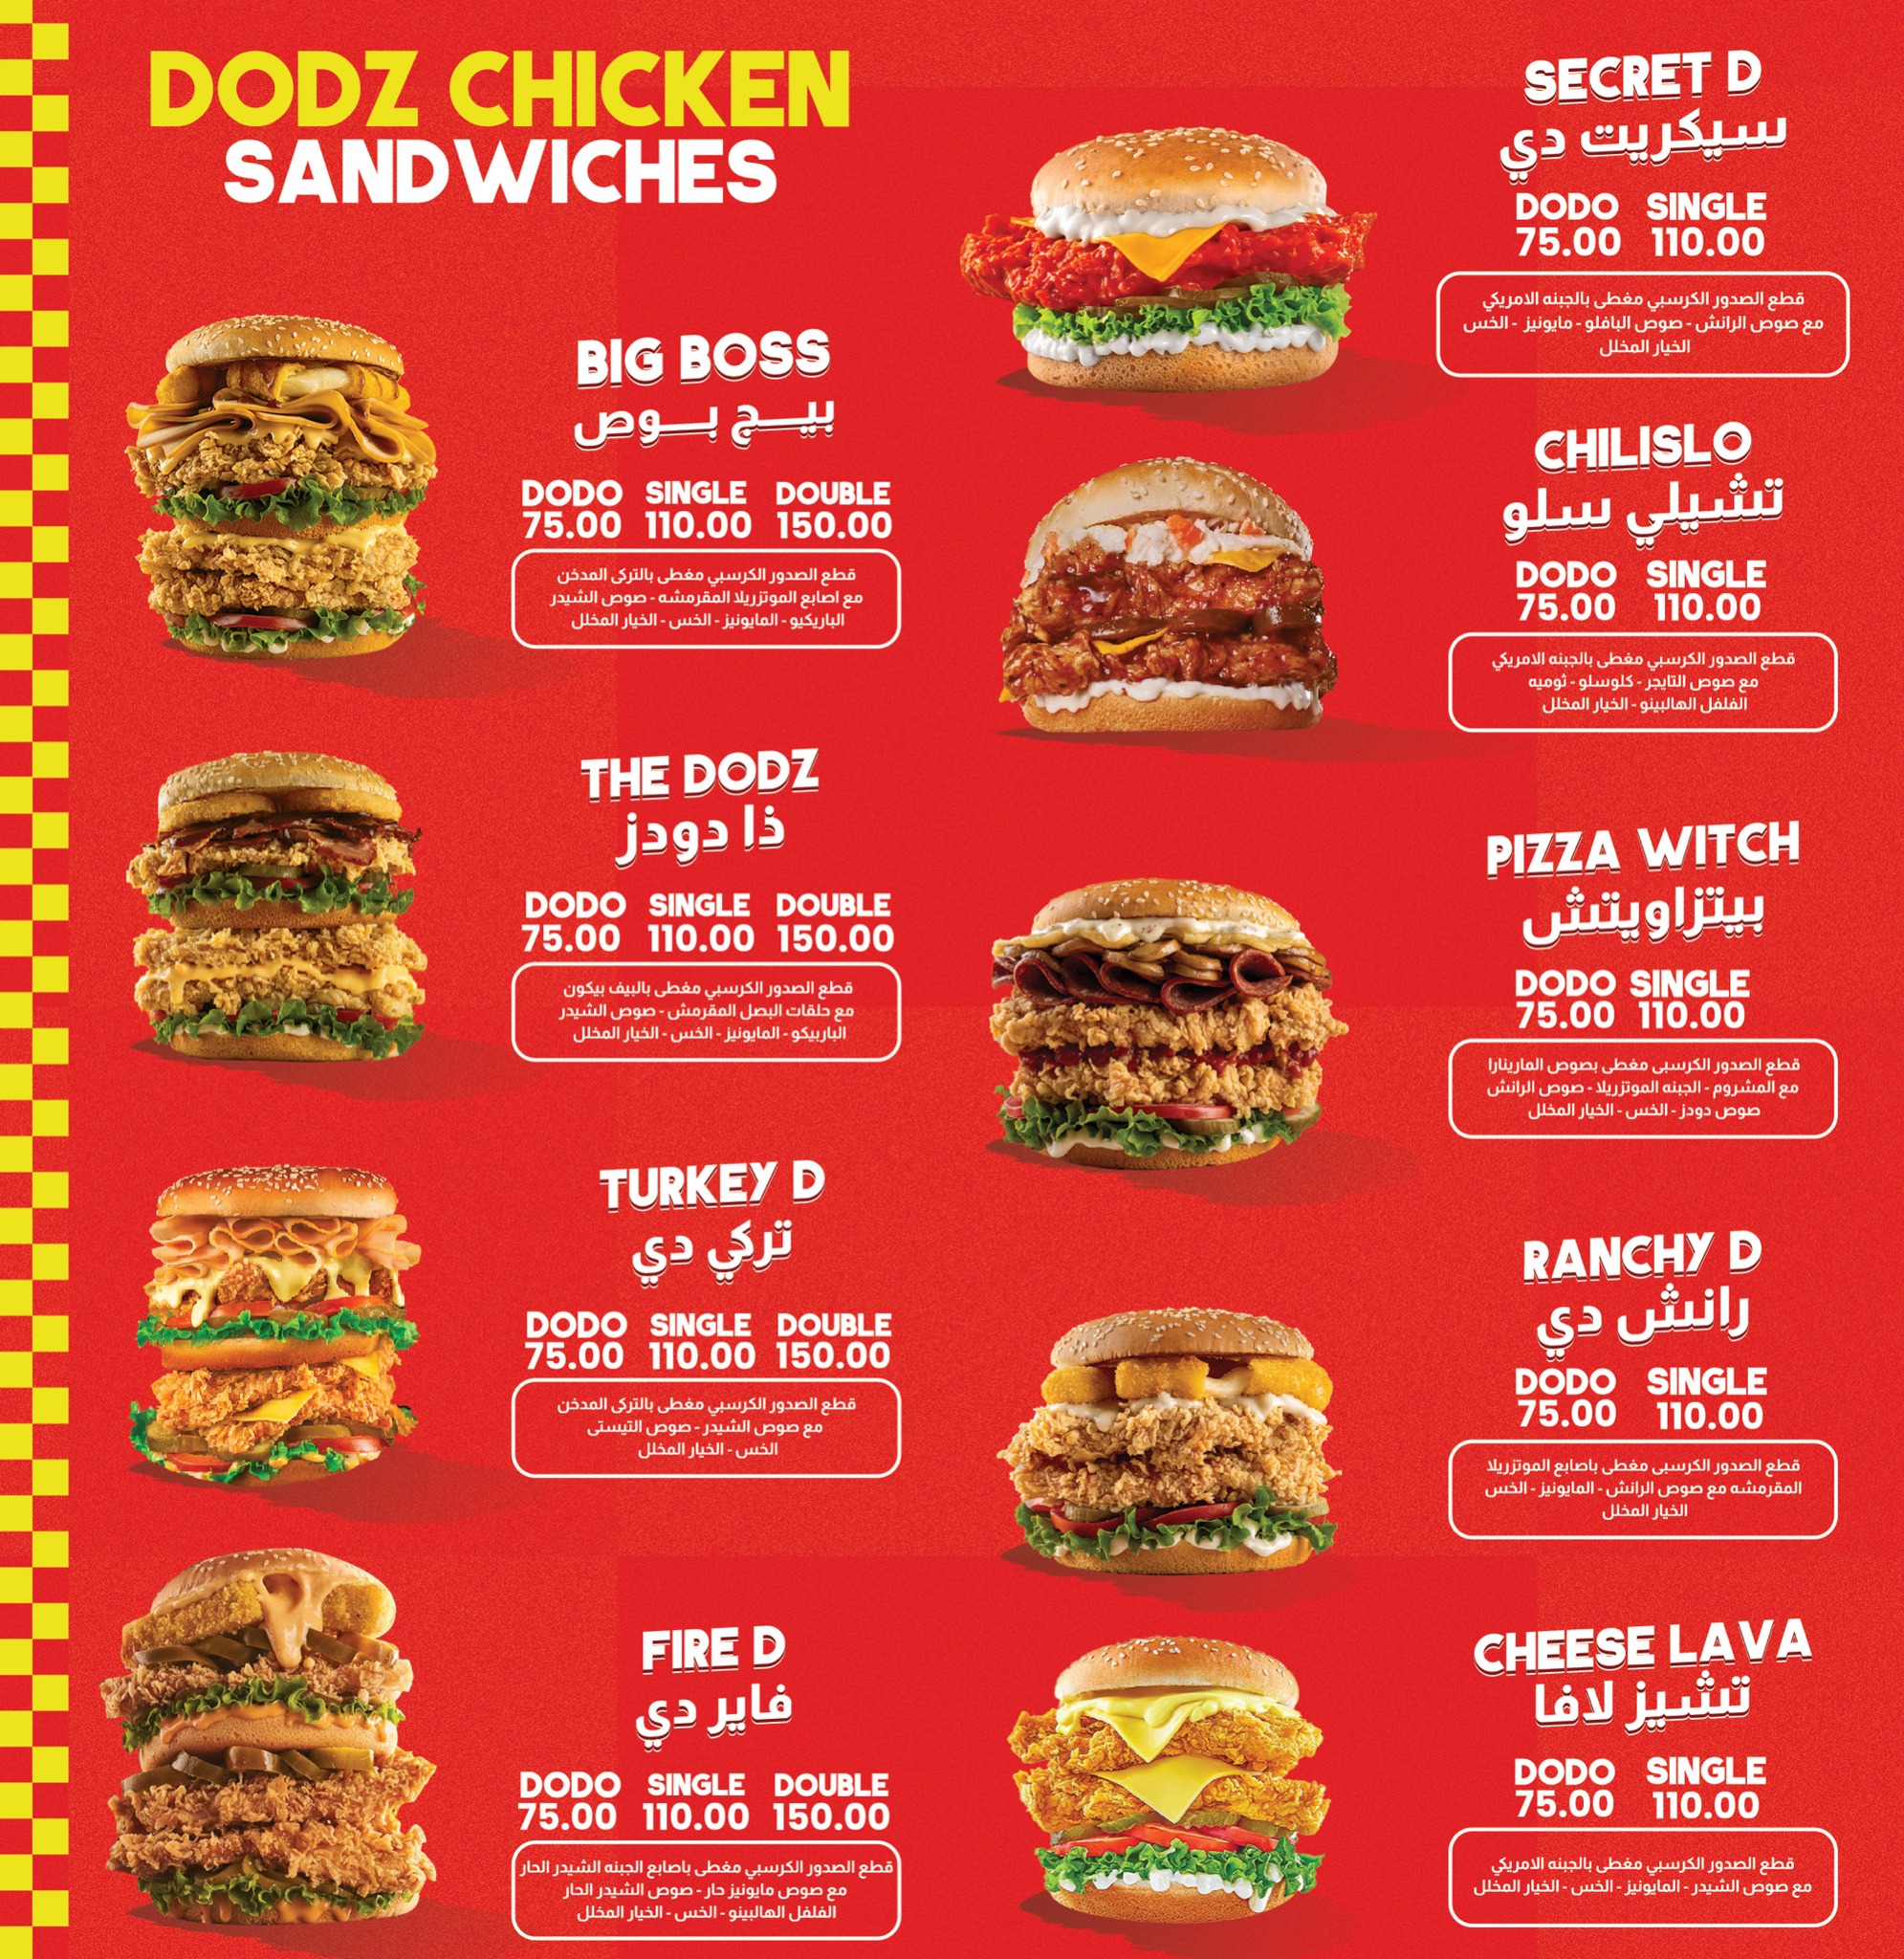 DODZ CHICKEN
SANDWICHES
BIG BOSS
بيـــج بـــوص
DODO SINGLE DOUBLE
75.00 110.00 150.00
قطع الصدور الكرسبي مغطى بالتركى المدخن
مع اصابع الموتزريلا المقرمشه - صوص الشيدر
الباريكيو - المايونيز - الخس - الخيار المخلل
THE DODZ
ذا دودز
DODO SINGLE DOUBLE
75.00 110.00 150.00
قطع الصدور الكرسبي مغطى بالبيف بيكون
مع حلقات البصل المقرمش - صوص الشيدر
الباربيكو - المايونيز - الخس - الخيار المخلل
TURKEY D
تركي دي
DODO SINGLE DOUBLE
75.00 110.00 150.00
قطع الصدور الكرسبي مغطى بالتركى المدخن
مع صوص الشيدر - صوص التيستى
الخس - الخيار المخلل
FIRE D
فاير دي
DODO SINGLE DOUBLE
75.00 110.00 150.00
قطع الصدور الكرسبي مغطى باصابع الجبنه الشيدر الحار
مع صوص مايونيز حار - صوص الشيدر الحار
الفلفل الهالبينو - الخس - الخيار المخلل
SECRET D
سيكريت دي
DODO SINGLE
75.00 110.00
قطع الصدور الكرسبي مغطى بالجبنه الامريكي
مع صوص الرانش - صوص البافلو - مايونيز - الخس
الخيار المخلل
CHILISLO
تشيلي سلو
DODO SINGLE
75.00 110.00
قطع الصدور الكرسبي مغطى بالجبنه الامريكي
مع صوص التايجر - كلوسلو - ثوميه
الفلفل الهالبينو - الخيار المخلل
PIZZA WITCH
بيتزاويتش
DODO SINGLE
75.00 110.00
قطع الصدور الكرسبى مغطى بصوص المارينارا
مع المشروم - الجبنه الموتزريلا - صوص الرانش
صوص دودز - الخس - الخيار المخلل
RANCHY D
رانش دي
DODO SINGLE
75.00 110.00
قطع الصدور الكرسبى مغطى باصابع الموتزريلا
المقرمشه مع صوص الرانش - المايونيز - الخس
الخيار المخلل
CHEESE LAVA
تشيز لافا
DODO SINGLE
75.00 110.00
قطع الصدور الكرسبي مغطى بالجبنه الامريكي
مع صوص الشيدر - المايونيز - الخس - الخيار المخلل